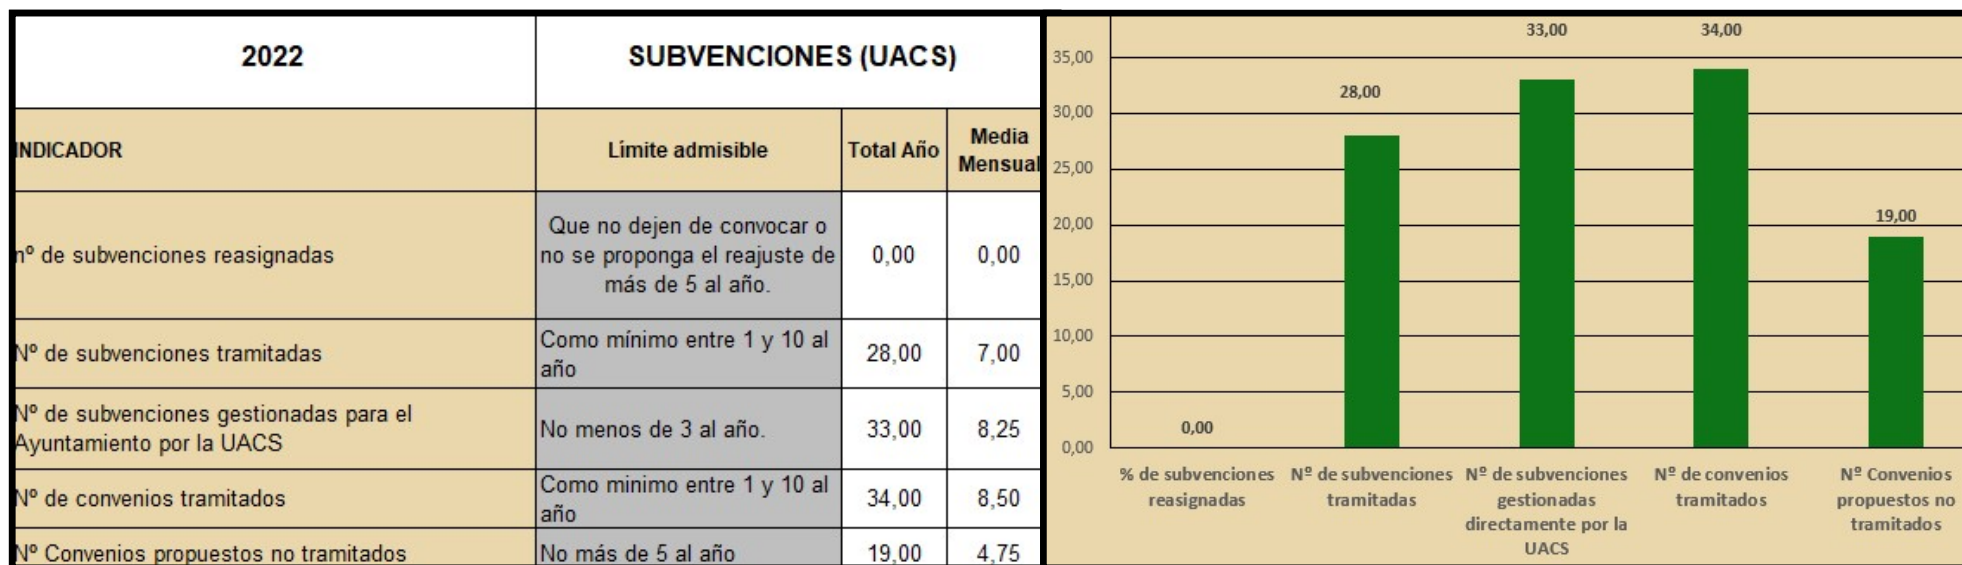 2022
SUBVENCIONES (UACS)
INDICADOR
Límite admisible
Total Año
Media
Mensual
nº de subvenciones reasignadas
Que no dejen de convocar o
no se proponga el reajuste de
más de 5 al año.
0,00
0,00
Nº de subvenciones tramitadas
Como mínimo entre 1 y 10 al
año
28,00
7,00
Nº de subvenciones gestionadas para el
Ayuntamiento por la UACS
No menos de 3 al año.
33,00
8,25
Nº de convenios tramitados
Como minimo entre 1 y 10 al
año
34,00
8,50
Nº Convenios propuestos no tramitados
No más de 5 al año
19,00
4,75
35,00
30,00
25,00
20,00
15,00
10,00
5,00
0,00
0,00
28,00
33,00
34,00
19,00
% de subvenciones
reasignadas
Nº de subvenciones
tramitadas
Nº de subvenciones
gestionadas
directamente por la
UACS
Nº de convenios
tramitados
Nº Convenios
propuestos no
tramitados